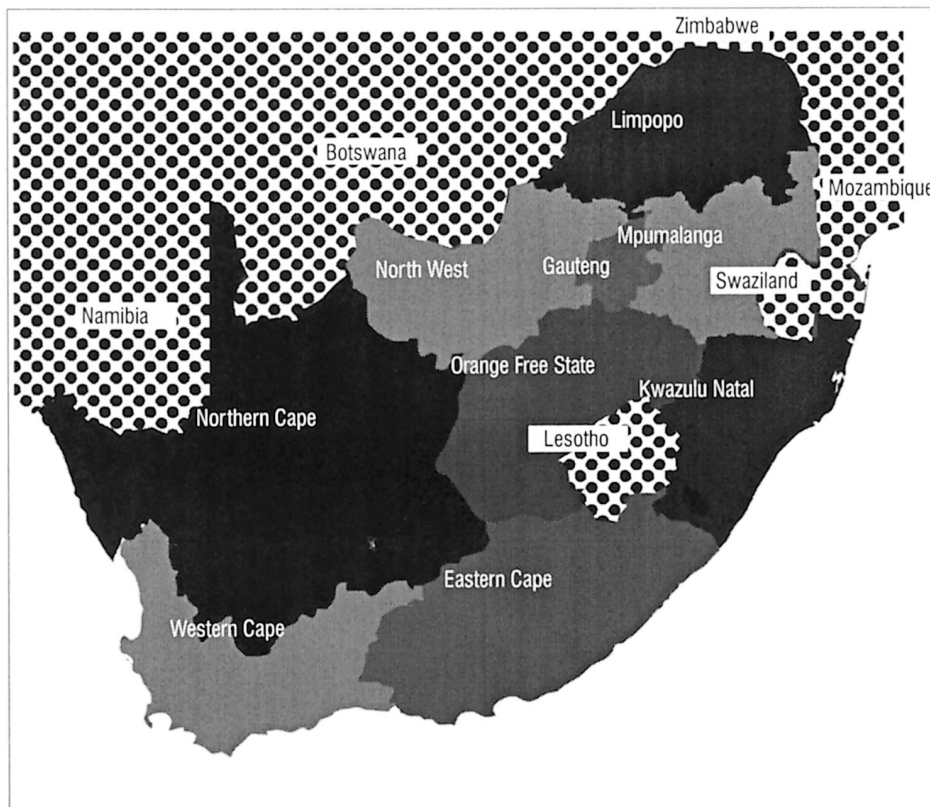 Zimbabwe
Limpopo
Botswana
Mozambique
Mpumalanga
North West
Gauteng
Swaziland
Namibia
Orange Free State
Kwazulu Natal
Northern Cape
Lesotho
Eastern Cape
Western Cape